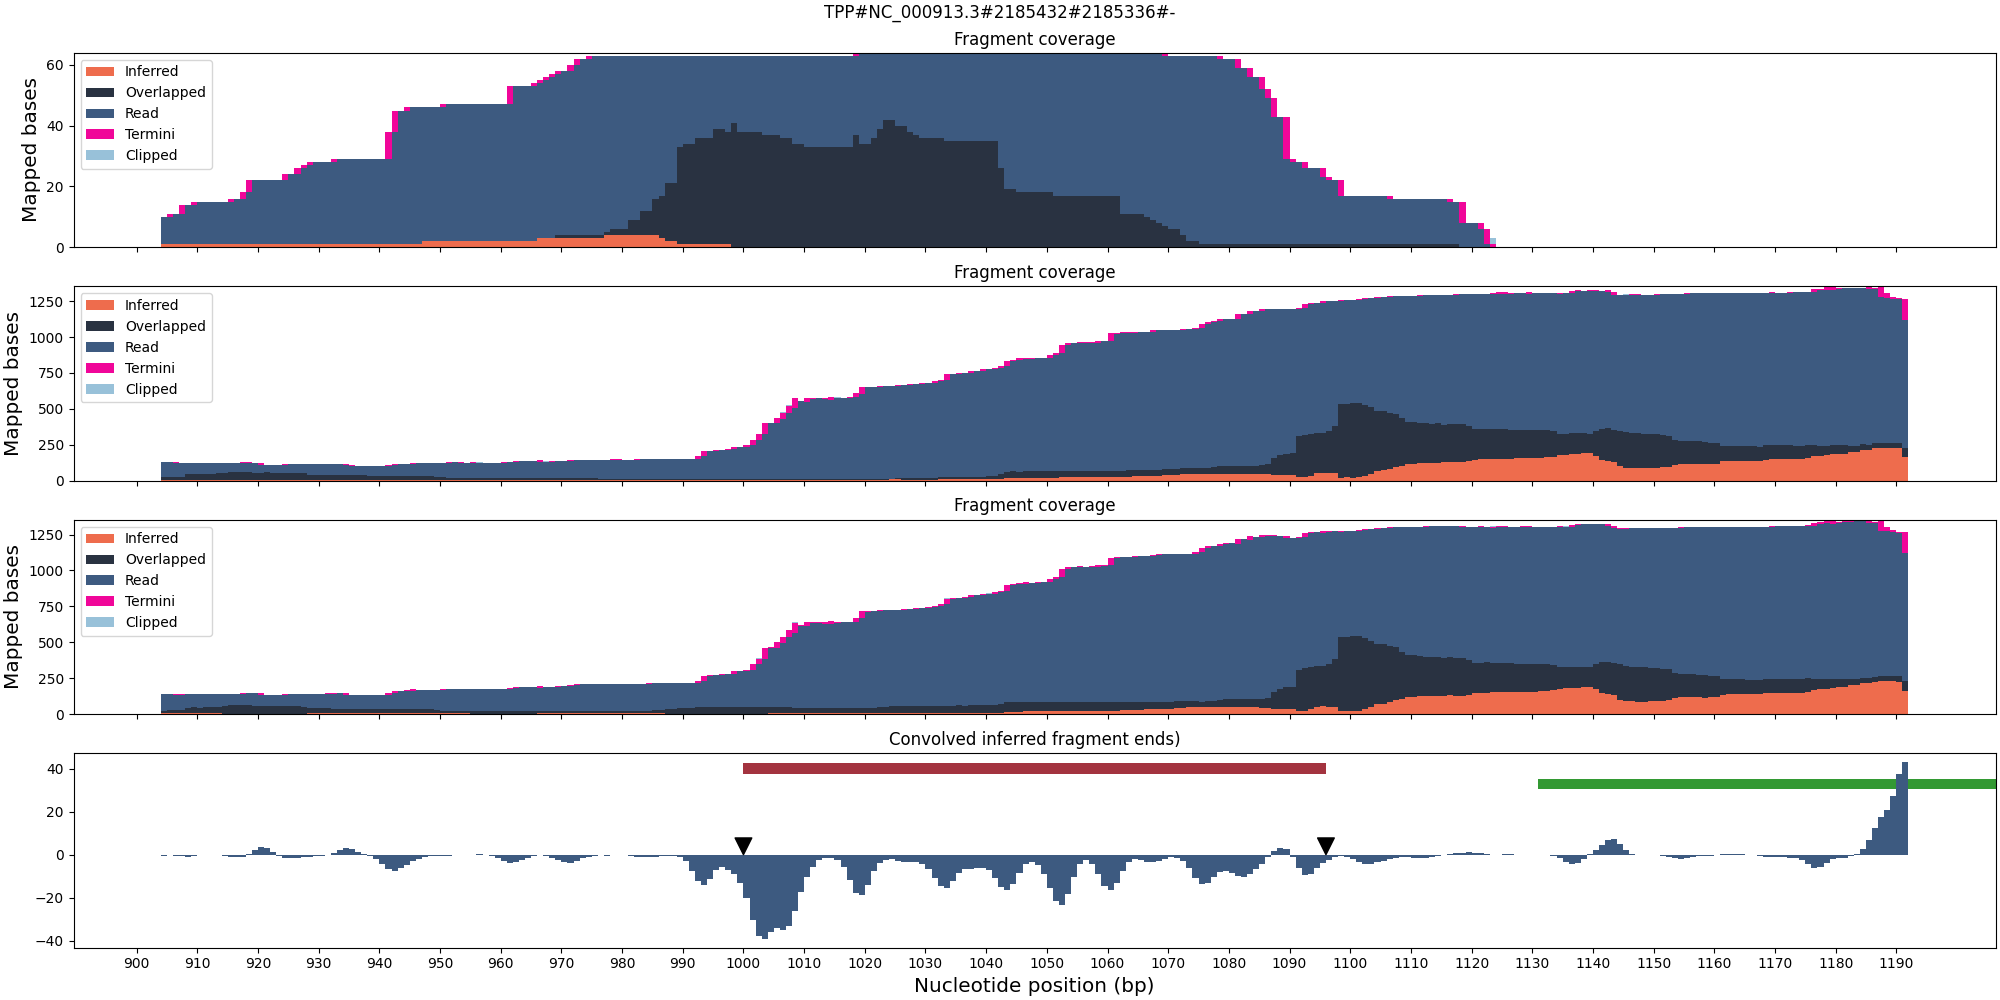 TPP#NC_000913.3#2185432#2185336#-
Fragment coverage
Mapped bases
60
40
20
0
Inferred
Overlapped
Read
Termini
Clipped
Fragment coverage
Mapped bases
1250
1000
750
500
250
0
Inferred
Overlapped
Read
Termini
Clipped
Fragment coverage
Mapped bases
1250
1000
750
500
250
0
Inferred
Overlapped
Read
Termini
Clipped
Convolved inferred fragment ends)
40
20
0
−20
−40
900 910 920 930 940 950 960 970 980 990 1000 1010 1020 1030 1040 1050 1060 1070 1080 1090 1100 1110 1120 1130 1140 1150 1160 1170 1180 1190
Nucleotide position (bp)